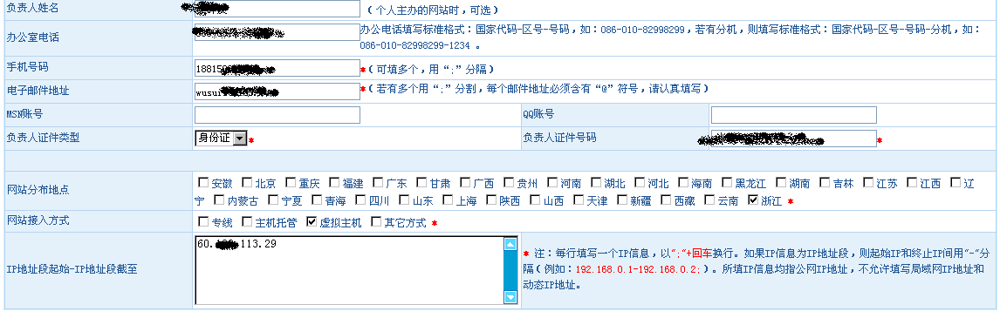 负责人姓名 （个人主办的网站时，可选）
办公室电话 办公电话填写标准格式：国家代码-区号-号码，如：086-010-82998299，若有分机，则填写标准格式：国家代码-区号-号码-分机，如：
086-010-82998299-1234 。
手机号码 *（可填多个，用“;”分隔）
电子邮件地址 *（若有多个用“;”分割，每个邮件地址必须含有“@”符号，请认真填写）
MSN账号 QQ账号
负责人证件类型 身份证 * 负责人证件号码 *
网站分布地点 安徽 北京 重庆 福建 广东 甘肃 广西 贵州 河南 湖北 河北 海南 黑龙江 湖南 吉林 江苏 江西 辽
宁 内蒙古 宁夏 青海 四川 山东 上海 陕西 山西 天津 新疆 西藏 云南 浙江 *
网站接入方式 专线 主机托管 虚拟主机 其它方式 *
IP地址段起始-IP地址段截至
* 注：每行填写一个IP信息，以“;”+回车换行。如果IP信息为IP地址段，则起始IP和终止IP间用“-”分
隔（例如：192.168.0.1-192.168.0.2;）。所填IP信息均指公网IP地址，不允许填写局域网IP地址和
动态IP地址。